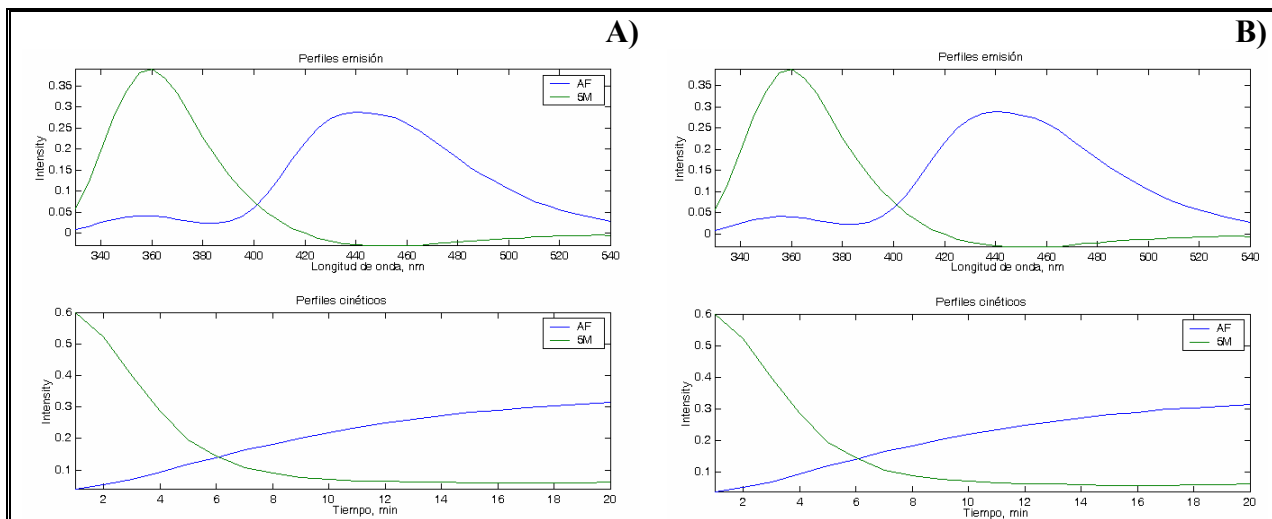 A)
Perfiles emisión
AF
5M
0.35
0.3
0.25
0.2
0.15
0.1
0.05
0
Intensity
340 360 380 400 420 440 460 480 500 520 540
Longitud de onda, nm
Perfiles cinéticos
AF
5M
0.6
0.5
0.4
0.3
0.2
0.1
Intensity
2 4 6 8 10 12 14 16 18 20
Tiempo, min
B)
Perfiles emisión
AF
5M
0.35
0.3
0.25
0.2
0.15
0.1
0.05
0
Intensity
340 360 380 400 420 440 460 480 500 520 540
Longitud de onda, nm
Perfiles cinéticos
AF
5M
0.6
0.5
0.4
0.3
0.2
0.1
Intensity
2 4 6 8 10 12 14 16 18 20
Tiempo, min